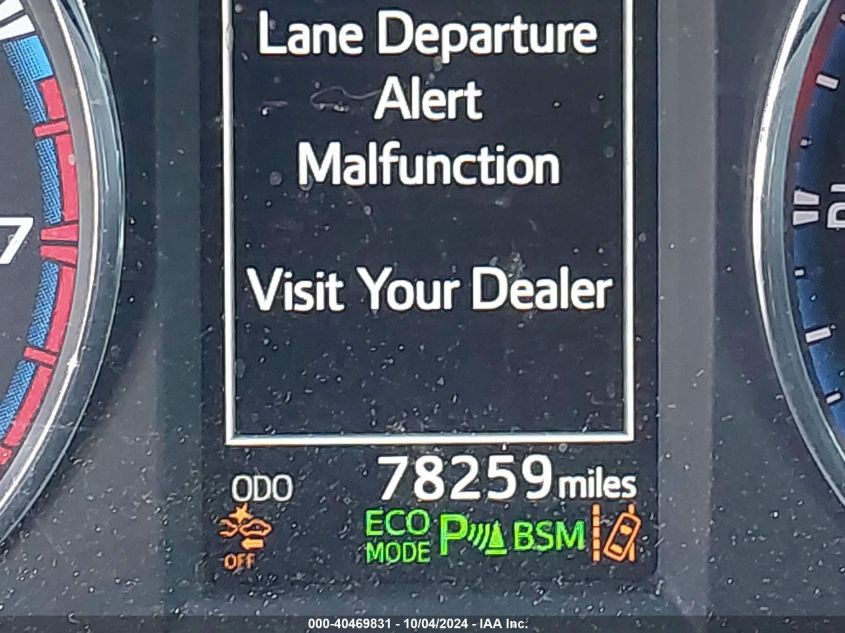 Lane Departure
Alert
Malfunction
Visit Your Dealer
7
ODO 78259 miles
OFF
ECO
MODE
P
BSM
000-40469831 - 10/04/2024 - IAA Inc.